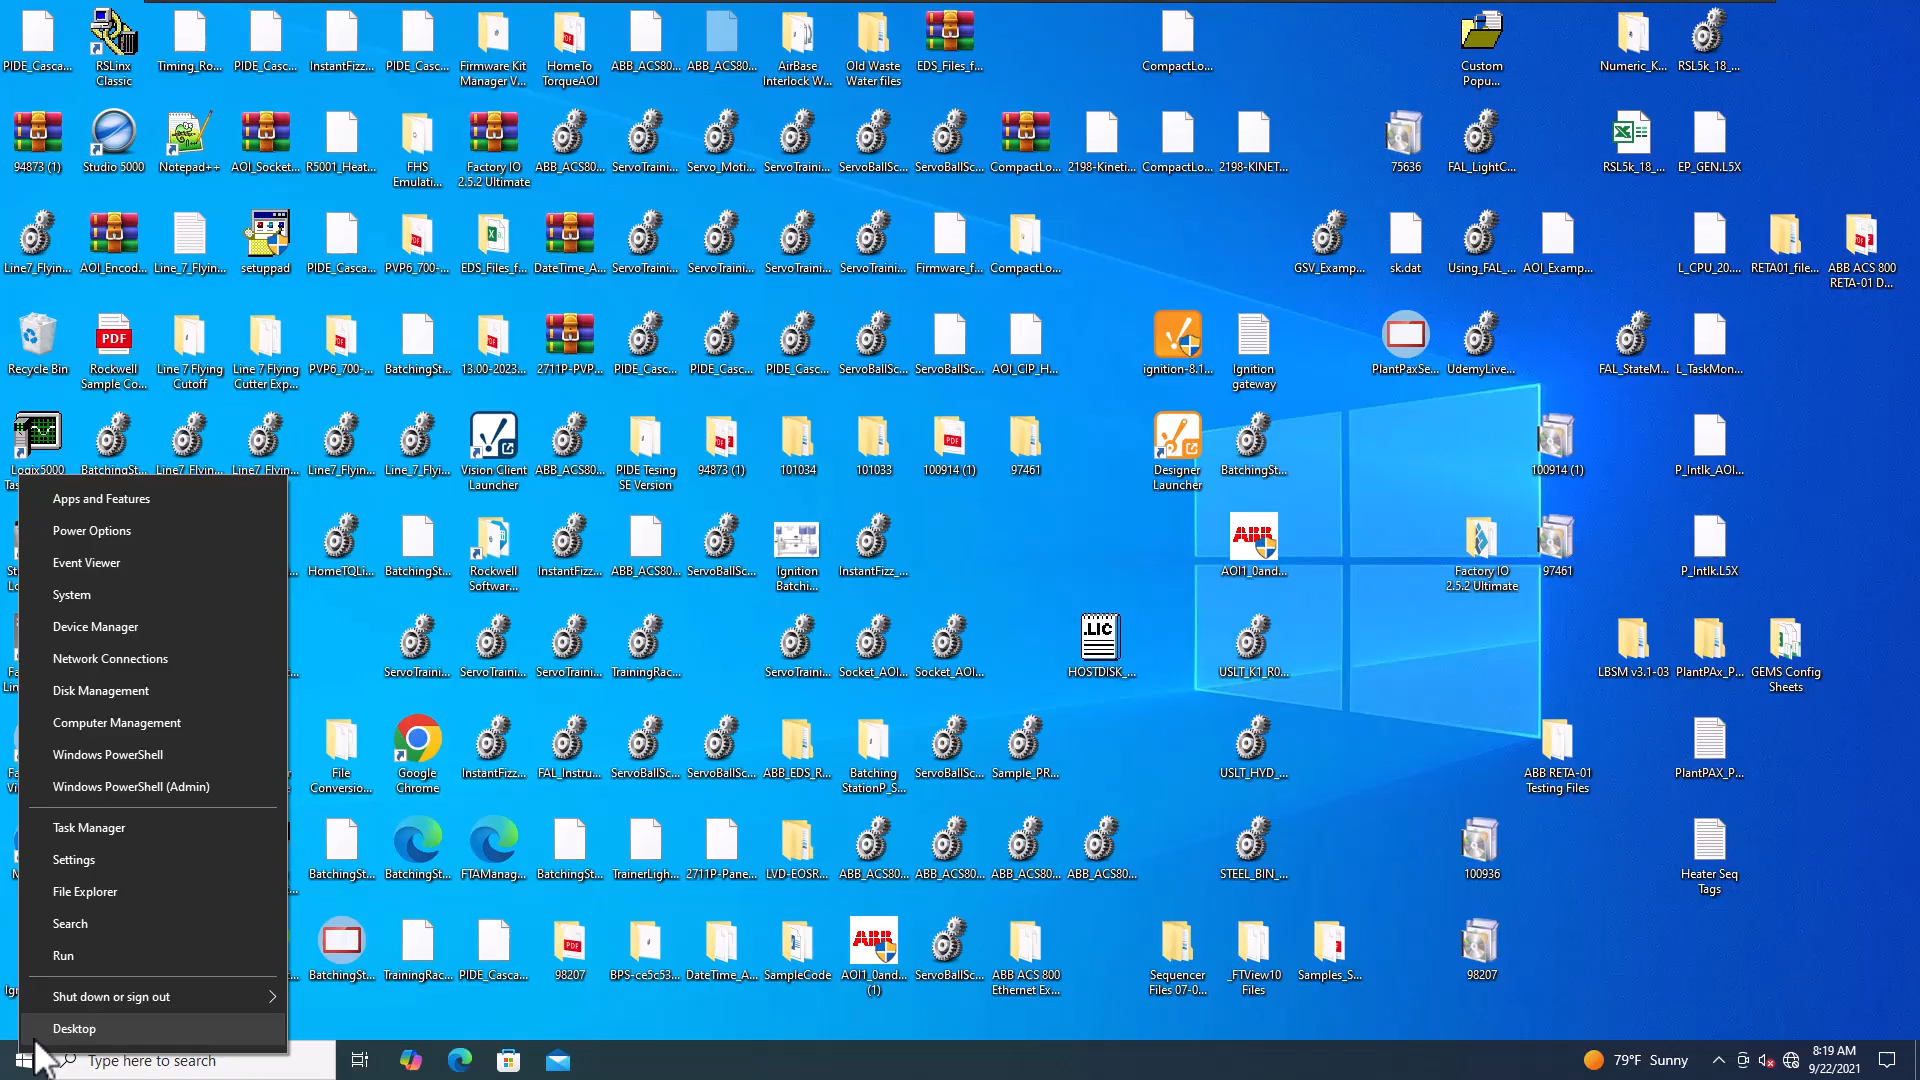 PIDE_Casca...
RSLinx
Classic
Timing_Ro...
PIDE_Casc...
InstantFizz...
PIDE_Casc...
Firmware Kit
Manager V...
HomeTo
TorqueAOI
ABB_ACS80...
ABB_ACS80...
AirBase
Interlock W...
Old Waste
Water files
EDS_Files_f...
CompactLo...
Custom
Popu...
Numeric_K...
RSL5k_18_...
94873 (1)
Studio 5000
Notepad++
AOI_Socket...
R5001_Heat...
FHS
Emulati...
Factory IO
2.5.2 Ultimate
ABB_ACS80...
ServoTraini...
Servo_Moti...
ServoTraini...
ServoBallSc...
ServoBallSc...
CompactLo...
2198-Kineti...
CompactLo...
2198-KINET...
75636
FAL_LightC...
RSL5k_18_...
EP_GEN.L5X
Line7_Flyin...
AOI_Encod...
Line_7_Flyin...
setuppad
PIDE_Casca...
PVP6_700-...
EDS_Files_f...
DateTime_A...
ServoTraini...
ServoTraini...
ServoTraini...
ServoTraini...
Firmware_f...
CompactLo...
GSV_Examp...
sk.dat
Using_FAL_...
AOI_Examp...
L_CPU_20....
RETA01_file...
ABB ACS 800
RETA-01 D...
Recycle Bin
PDF
Rockwell
Sample Co...
Line 7 Flying
Cutoff
Line 7 Flying
Cutter Exp...
PVP6_700-...
BatchingSt...
13.00-2023...
2711P-PVP...
PIDE_Casc...
PIDE_Casc...
PIDE_Casc...
ServoBallSc...
ServoBallSc...
AOI_CIP_H...
ignition-8.1...
Ignition
gateway
PlantPaxSe...
UdemyLive...
FAL_StateM...
L_TaskMon...
Logix5000
BatchingSt...
Line7_Flyin...
Line7_Flyin...
Line7_Flyin...
Line_7_Flyi...
Vision Client
Launcher
ABB_ACS80...
PIDE Tesing
SE Version
94873 (1)
101034
101033
100914 (1)
97461
Designer
Launcher
BatchingSt...
100914 (1)
P_Intlk_AOI...
HomeTQLi...
BatchingSt...
Rockwell
Softwar...
InstantFizz...
ABB_ACS80...
ServoBallSc...
Ignition
Batchi...
InstantFizz_...
ABB
AOI1_0and...
Factory IO
2.5.2 Ultimate
97461
P_Intlk.L5X
ServoTraini...
ServoTraini...
ServoTraini...
TrainingRac...
ServoTraini...
Socket_AOI...
Socket_AOI...
.LIC
HOSTDISK_...
USLT_K1_R0...
LBSM v3.1-03
PlantPAx_P...
GEMS Config
Sheets
File
Conversio...
Google
Chrome
InstantFizz...
FAL_Instru...
ServoBallSc...
ServoBallSc...
ABB_EDS_R...
Batching
StationP_S...
ServoBallSc...
Sample_PR...
USLT_HYD_...
ABB RETA-01
Testing Files
PlantPAX_P...
BatchingSt...
BatchingSt...
FTAManag...
BatchingSt...
TrainerLigh...
2711P-Pane...
LVD-EOSR...
ABB_ACS80...
ABB_ACS80...
ABB_ACS80...
ABB_ACS80...
STEEL_BIN_...
100936
Heater Seq
Tags
BatchingSt...
TrainingRac...
PIDE_Casca...
98207
BPS-ce5c53...
DateTime_A...
SampleCode
ABB
AOI1_0and...
(1)
ServoBallSc...
ABB ACS 800
Ethernet Ex...
Sequencer
Files 07-0...
_FTView10
Files
Samples_S...
98207
Apps and Features
Power Options
Event Viewer
System
Device Manager
Network Connections
Disk Management
Computer Management
Windows PowerShell
Windows PowerShell (Admin)
Task Manager
Settings
File Explorer
Search
Run
Shut down or sign out
Desktop
Type here to search
79°F Sunny
8:19 AM
9/22/2021